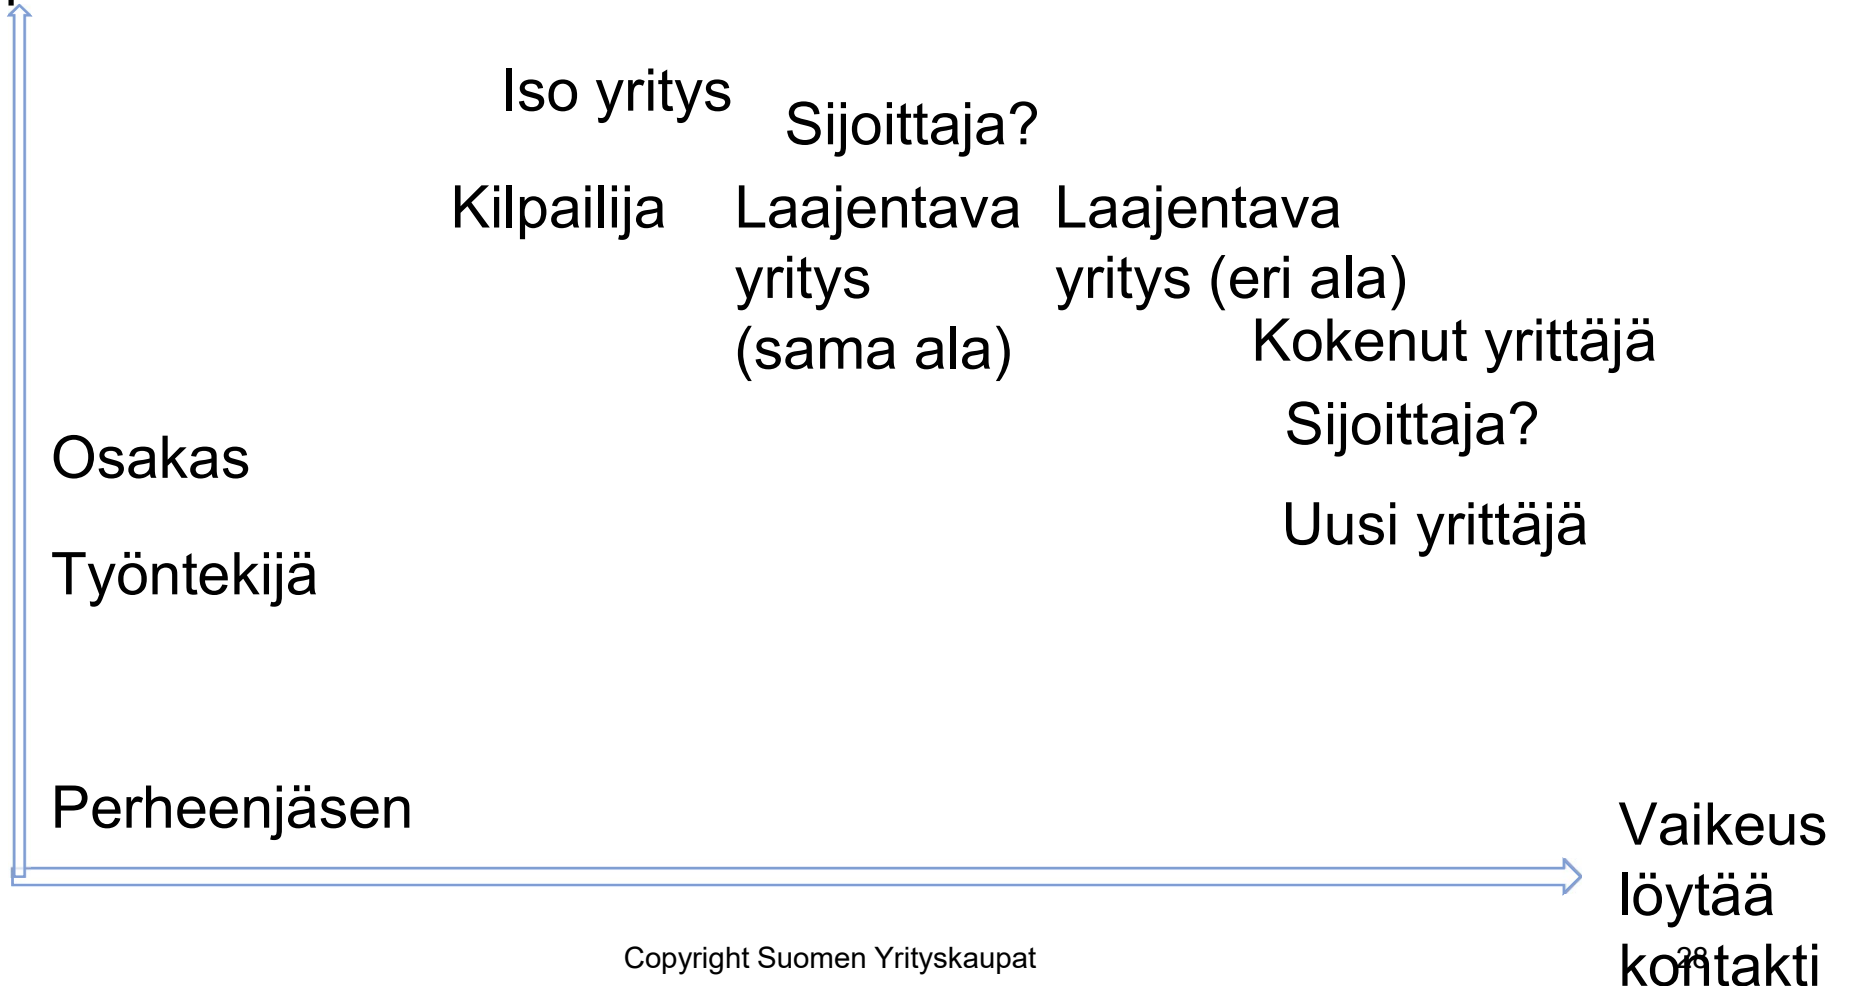 Iso yritys
Sijoittaja?
Kilpailija
Laajentava
yritys
(sama ala)
Laajentava
yritys (eri ala)
Kokenut yrittäjä
Sijoittaja?
Osakas
Uusi yrittäjä
Työntekijä
Perheenjäsen
Vaikeus
löytää
kontakti
Copyright Suomen Yrityskaupat
28